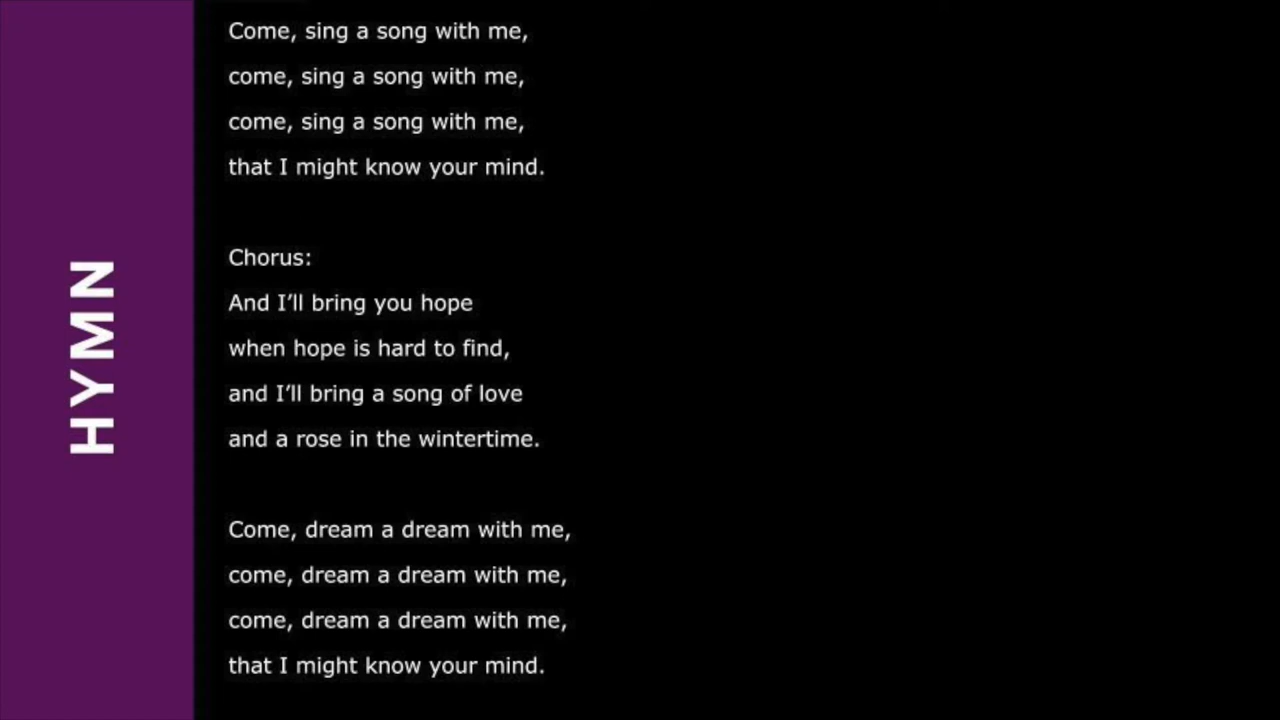 HYMN
Come, sing a song with me,
come, sing a song with me,
come, sing a song with me,
that I might know your mind.
Chorus:
And I’ll bring you hope
when hope is hard to find,
and I’ll bring a song of love
and a rose in the wintertime.
Come, dream a dream with me,
come, dream a dream with me,
come, dream a dream with me,
that I might know your mind.